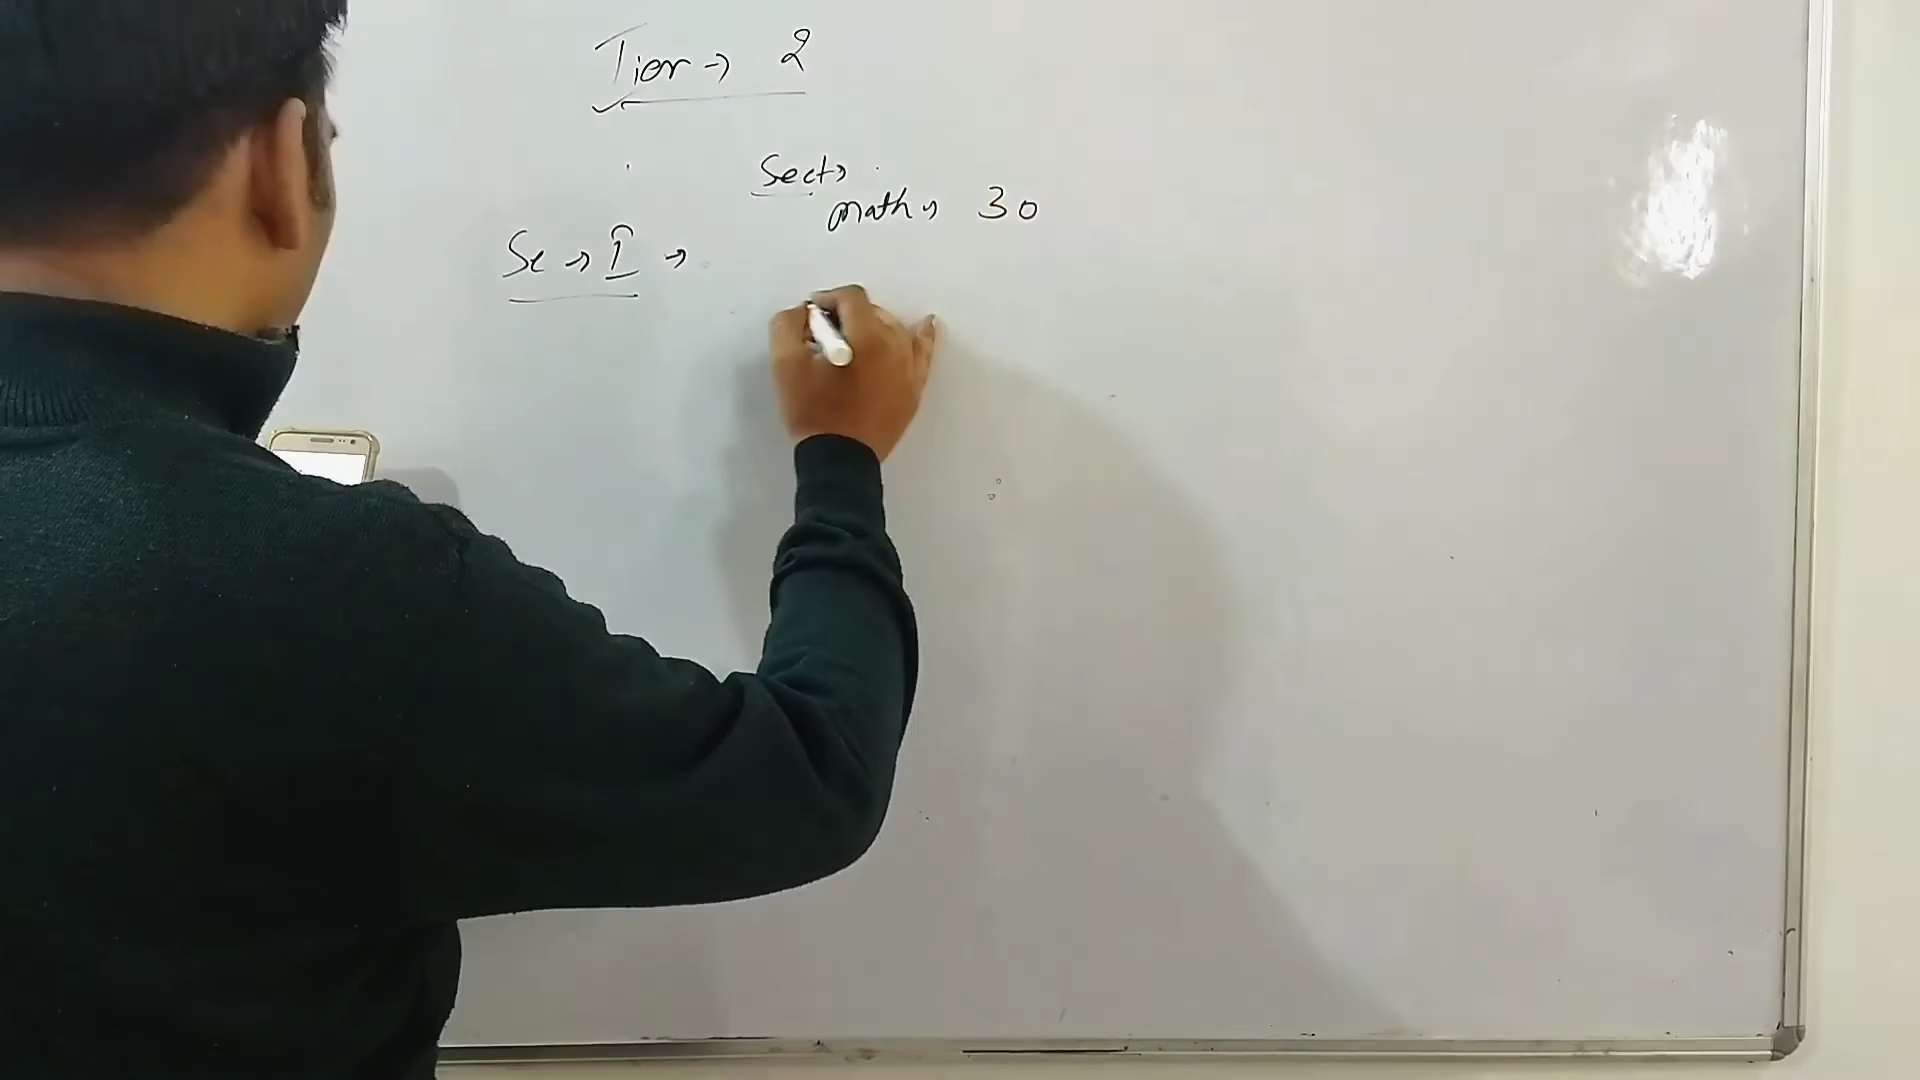 Tier → 2
Sect →
Math → 30
Se → I →